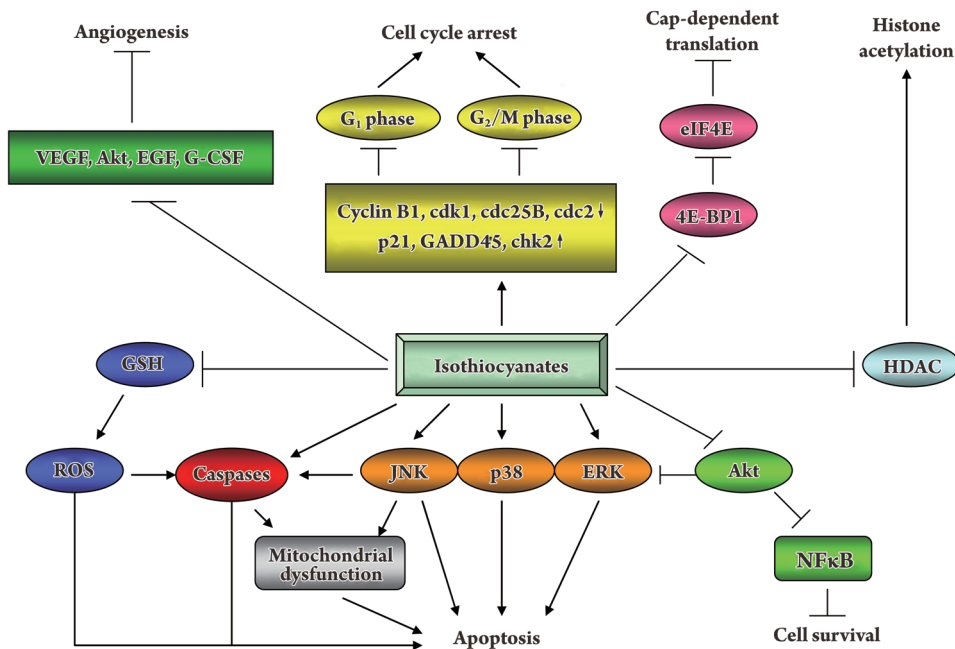 Angiogenesis
Cell cycle arrest
Cap-dependent
translation
Histone
acetylation
VEGF, Akt, EGF, G-CSF
G₁ phase
G₂/M phase
eIF4E
Cyclin B1, cdk1, cdc25B, cdc2 ↓
p21, GADD45, chk2 ↑
4E-BP1
GSH
Isothiocyanates
HDAC
ROS
Caspases
JNK
p38
ERK
Akt
Mitochondrial
dysfunction
NFκB
Apoptosis
Cell survival